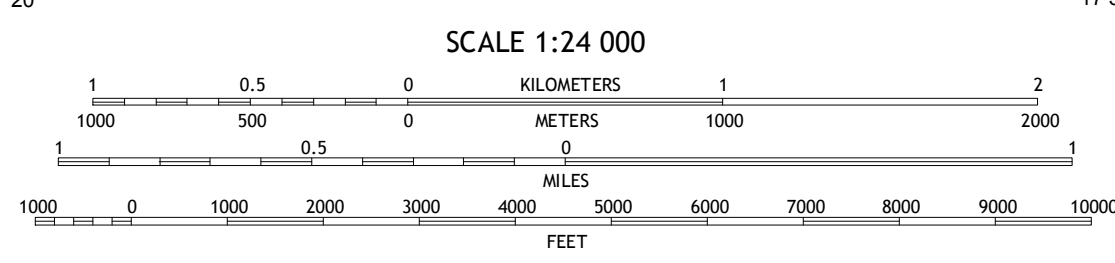 20
SCALE 1:24 000
1 0.5 0 KILOMETERS 1 2
1000 500 0 METERS 1000 2000
1 0.5 0 1
MILES
1000 0 1000 2000 3000 4000 5000 6000 7000 8000 9000 10000
FEET